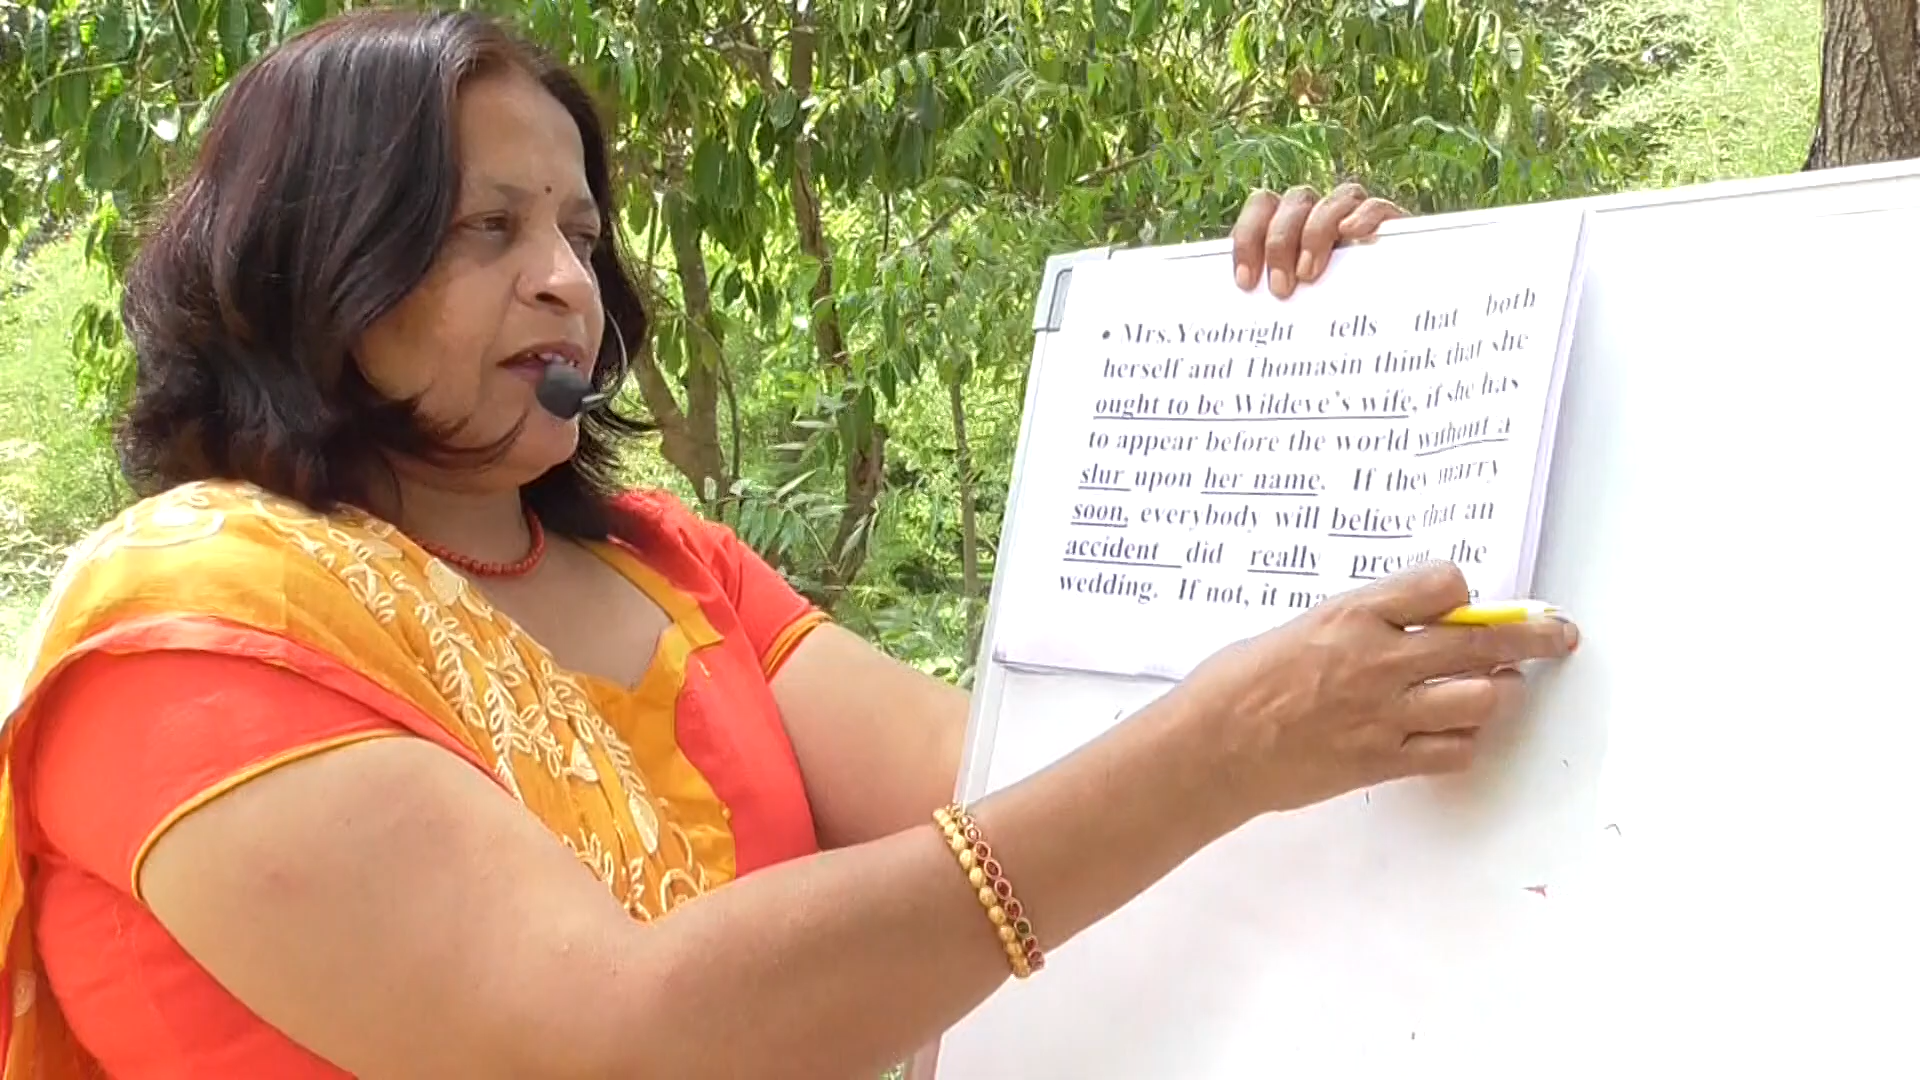 • Mrs.Yeobright tells that both
herself and Thomasin think that she
ought to be Wildeve's wife, if she has
to appear before the world without a
slur upon her name. If they marry
soon, everybody will believe that an
accident did really prevent the
wedding. If not, it